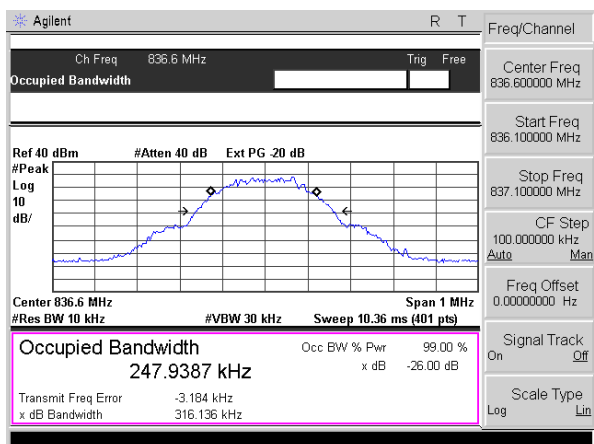 Agilent R T
Ch Freq 836.6 MHz Trig Free
Occupied Bandwidth
Ref 40 dBm #Atten 40 dB Ext PG -20 dB
#Peak
Log
10
dB/
Center 836.6 MHz Span 1 MHz
#Res BW 10 kHz #VBW 30 kHz Sweep 10.36 ms (401 pts)
Occupied Bandwidth Occ BW % Pwr 99.00 %
247.9387 kHz x dB -26.00 dB
Transmit Freq Error -3.184 kHz
x dB Bandwidth 316.136 kHz
Freq/Channel
Center Freq
836.600000 MHz
Start Freq
836.100000 MHz
Stop Freq
837.100000 MHz
CF Step
100.000000 kHz
Auto Man
Freq Offset
0.00000000 Hz
Signal Track
On Off
Scale Type
Log Lin